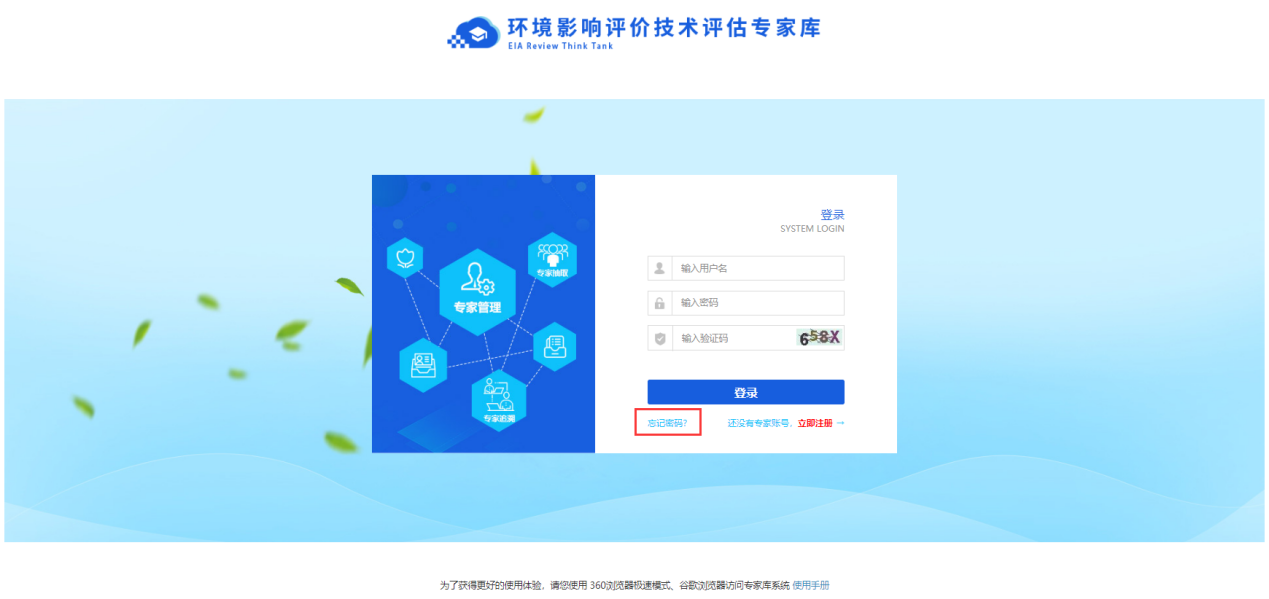 环境影响评价技术评估专家库
EIA Review Think Tank
登录
SYSTEM LOGIN
专家抽取
专家管理
专家追溯
输入用户名
输入密码
输入验证码 658X
登录
忘记密码? 还没有专家账号，立即注册 →
为了获得更好的使用体验，请您使用 360浏览器极速模式、谷歌浏览器访问专家库系统 使用手册